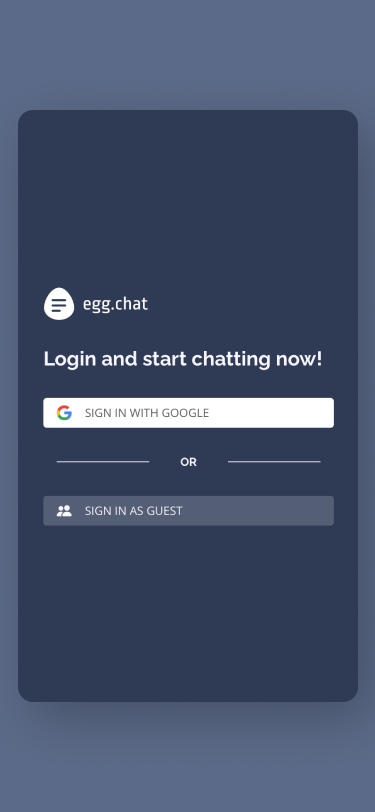 egg.chat
Login and start chatting now!
SIGN IN WITH GOOGLE
OR
SIGN IN AS GUEST